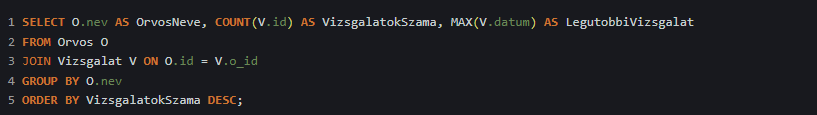 1 SELECT O.nev AS OrvosNeve, COUNT(V.id) AS VizsgalatokSzama, MAX(V.datum) AS LegutobbiVizsgalat
2 FROM Orvos O
3 JOIN Vizsgalat V ON O.id = V.o_id
4 GROUP BY O.nev
5 ORDER BY VizsgalatokSzama DESC;